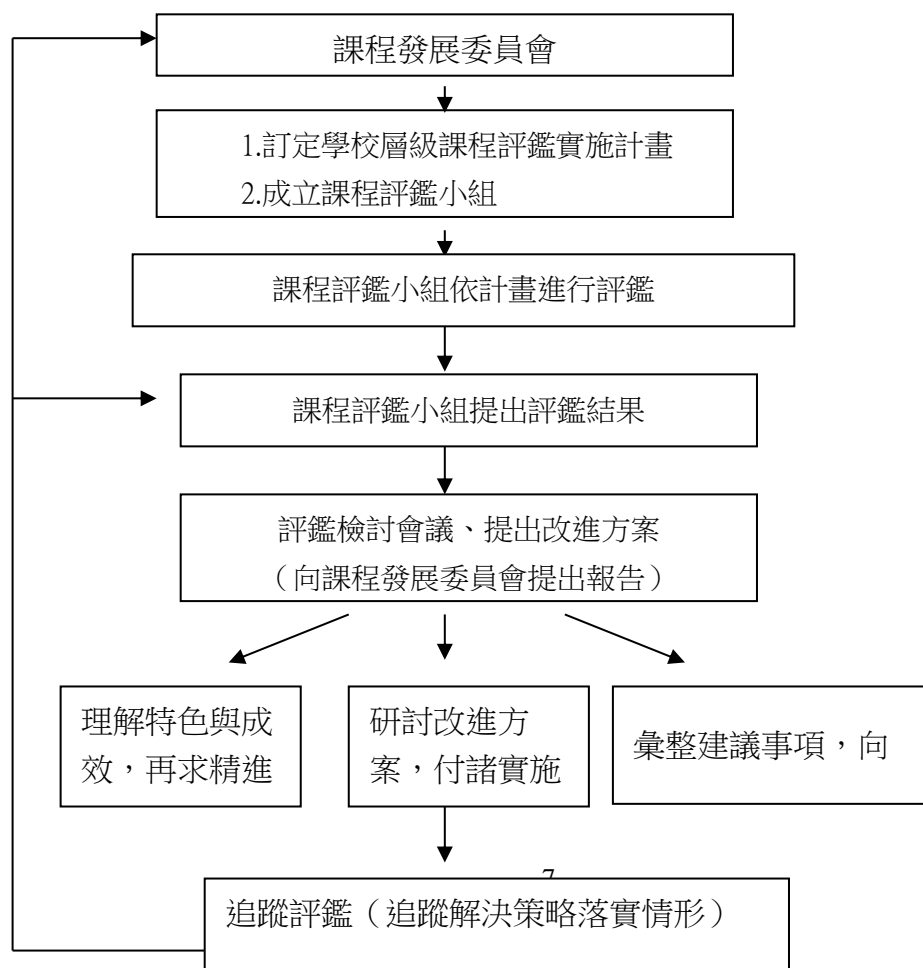 課程發展委員會
1.訂定學校層級課程評鑑實施計畫
2.成立課程評鑑小組
課程評鑑小組依計畫進行評鑑
課程評鑑小組提出評鑑結果
評鑑檢討會議、提出改進方案
（向課程發展委員會提出報告）
理解特色與成
效，再求精進
研討改進方
案，付諸實施
彙整建議事項，向
7
追蹤評鑑（追蹤解決策略落實情形）